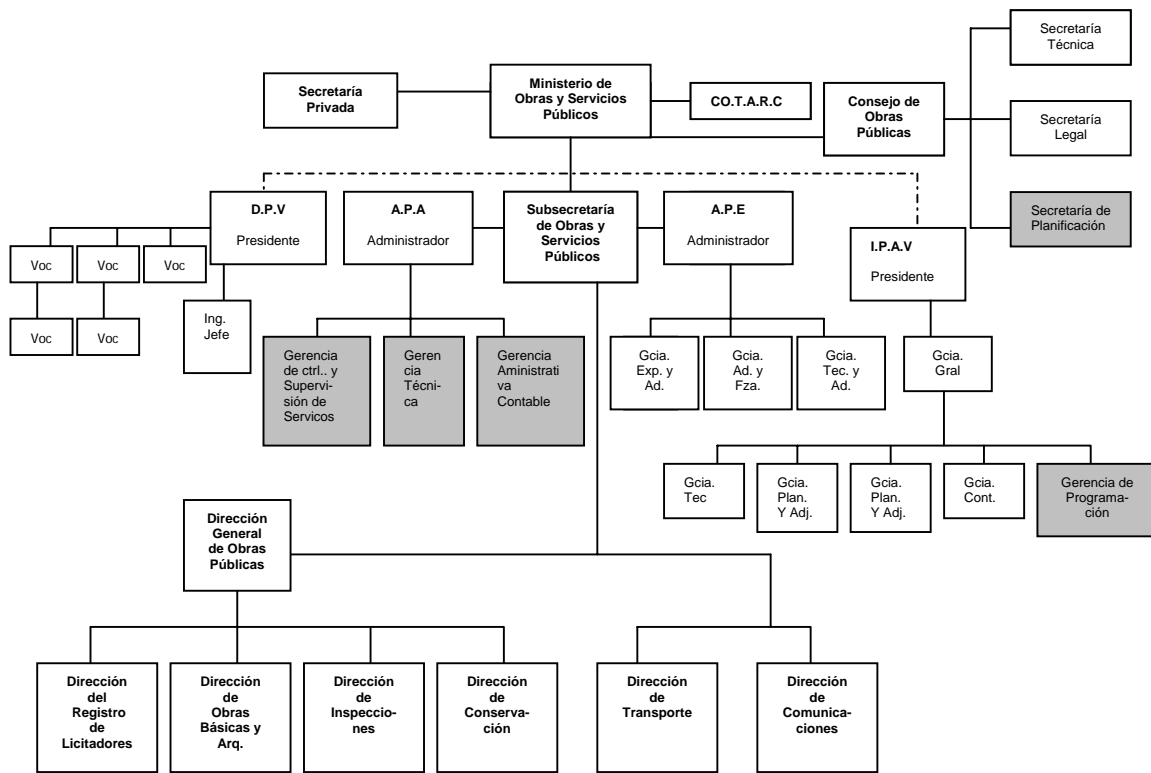 Secretaría
Técnica
Secretaría
Privada
Ministerio de
Obras y Servicios
Públicos
CO.T.A.R.C
Consejo de
Obras
Públicas
Secretaría
Legal
D.P.V
Presidente
A.P.A
Administrador
Subsecretaría
de Obras y
Servicios
Públicos
A.P.E
Administrador
I.P.A.V
Presidente
Secretaría de
Planificación
Voc
Voc
Voc
Voc
Voc
Ing.
Jefe
Gerencia
de ctrl.. y
Supervi-
sión de
Servicos
Geren
cia
Técni-
ca
Gerencia
Aministrati
va
Contable
Gcia.
Exp. y
Ad.
Gcia.
Ad. y
Fza.
Gcia.
Tec. y
Ad.
Gcia.
Gral
Gcia.
Tec
Gcia.
Plan.
Y Adj.
Gcia.
Plan.
Y Adj.
Gcia.
Cont.
Gerencia de
Programa-
ción
Dirección
General
de Obras
Públicas
Dirección
del
Registro
de
Licitadores
Dirección
de
Obras
Básicas y
Arq.
Dirección
de
Inspeccio-
nes
Dirección
de
Conserva-
ción
Dirección
de
Transporte
Dirección
de
Comunica-
ciones